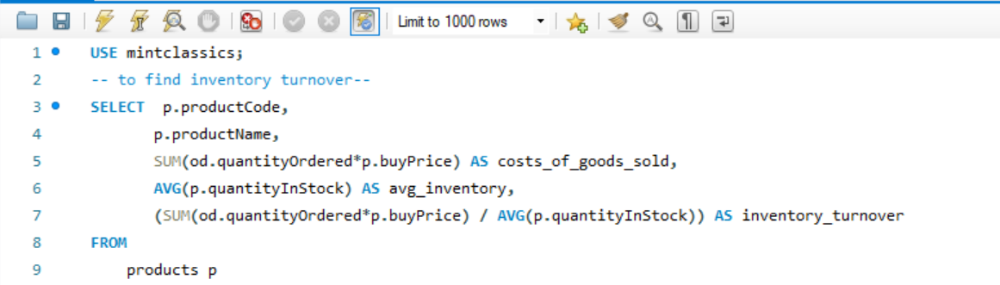 Limit to 1000 rows
1 USE mintclassics;
2 -- to find inventory turnover--
3 SELECT p.productCode,
4 p.productName,
5 SUM(od.quantityOrdered*p.buyPrice) AS costs_of_goods_sold,
6 AVG(p.quantityInStock) AS avg_inventory,
7 (SUM(od.quantityOrdered*p.buyPrice) / AVG(p.quantityInStock)) AS inventory_turnover
8 FROM
9 products p